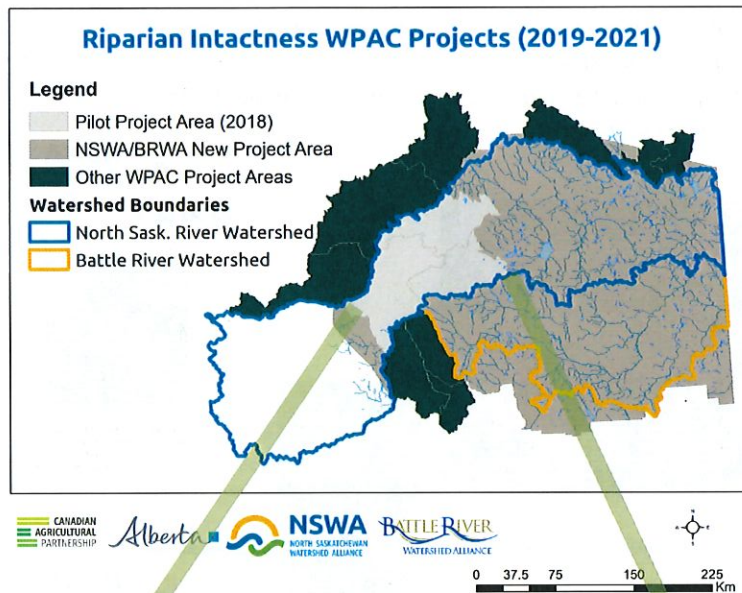 Riparian Intactness WPAC Projects (2019-2021)
Legend
Pilot Project Area (2018)
NSWA/BRWA New Project Area
Other WPAC Project Areas
Watershed Boundaries
North Sask. River Watershed
Battle River Watershed
CANADIAN
AGRICULTURAL
PARTNERSHIP
Alberta
NSWA
NORTH SASKATCHEWAN
WATERSHED ALLIANCE
BATTLE RIVER
WATERSHED ALLIANCE
0 37.5 75 150 225
Km